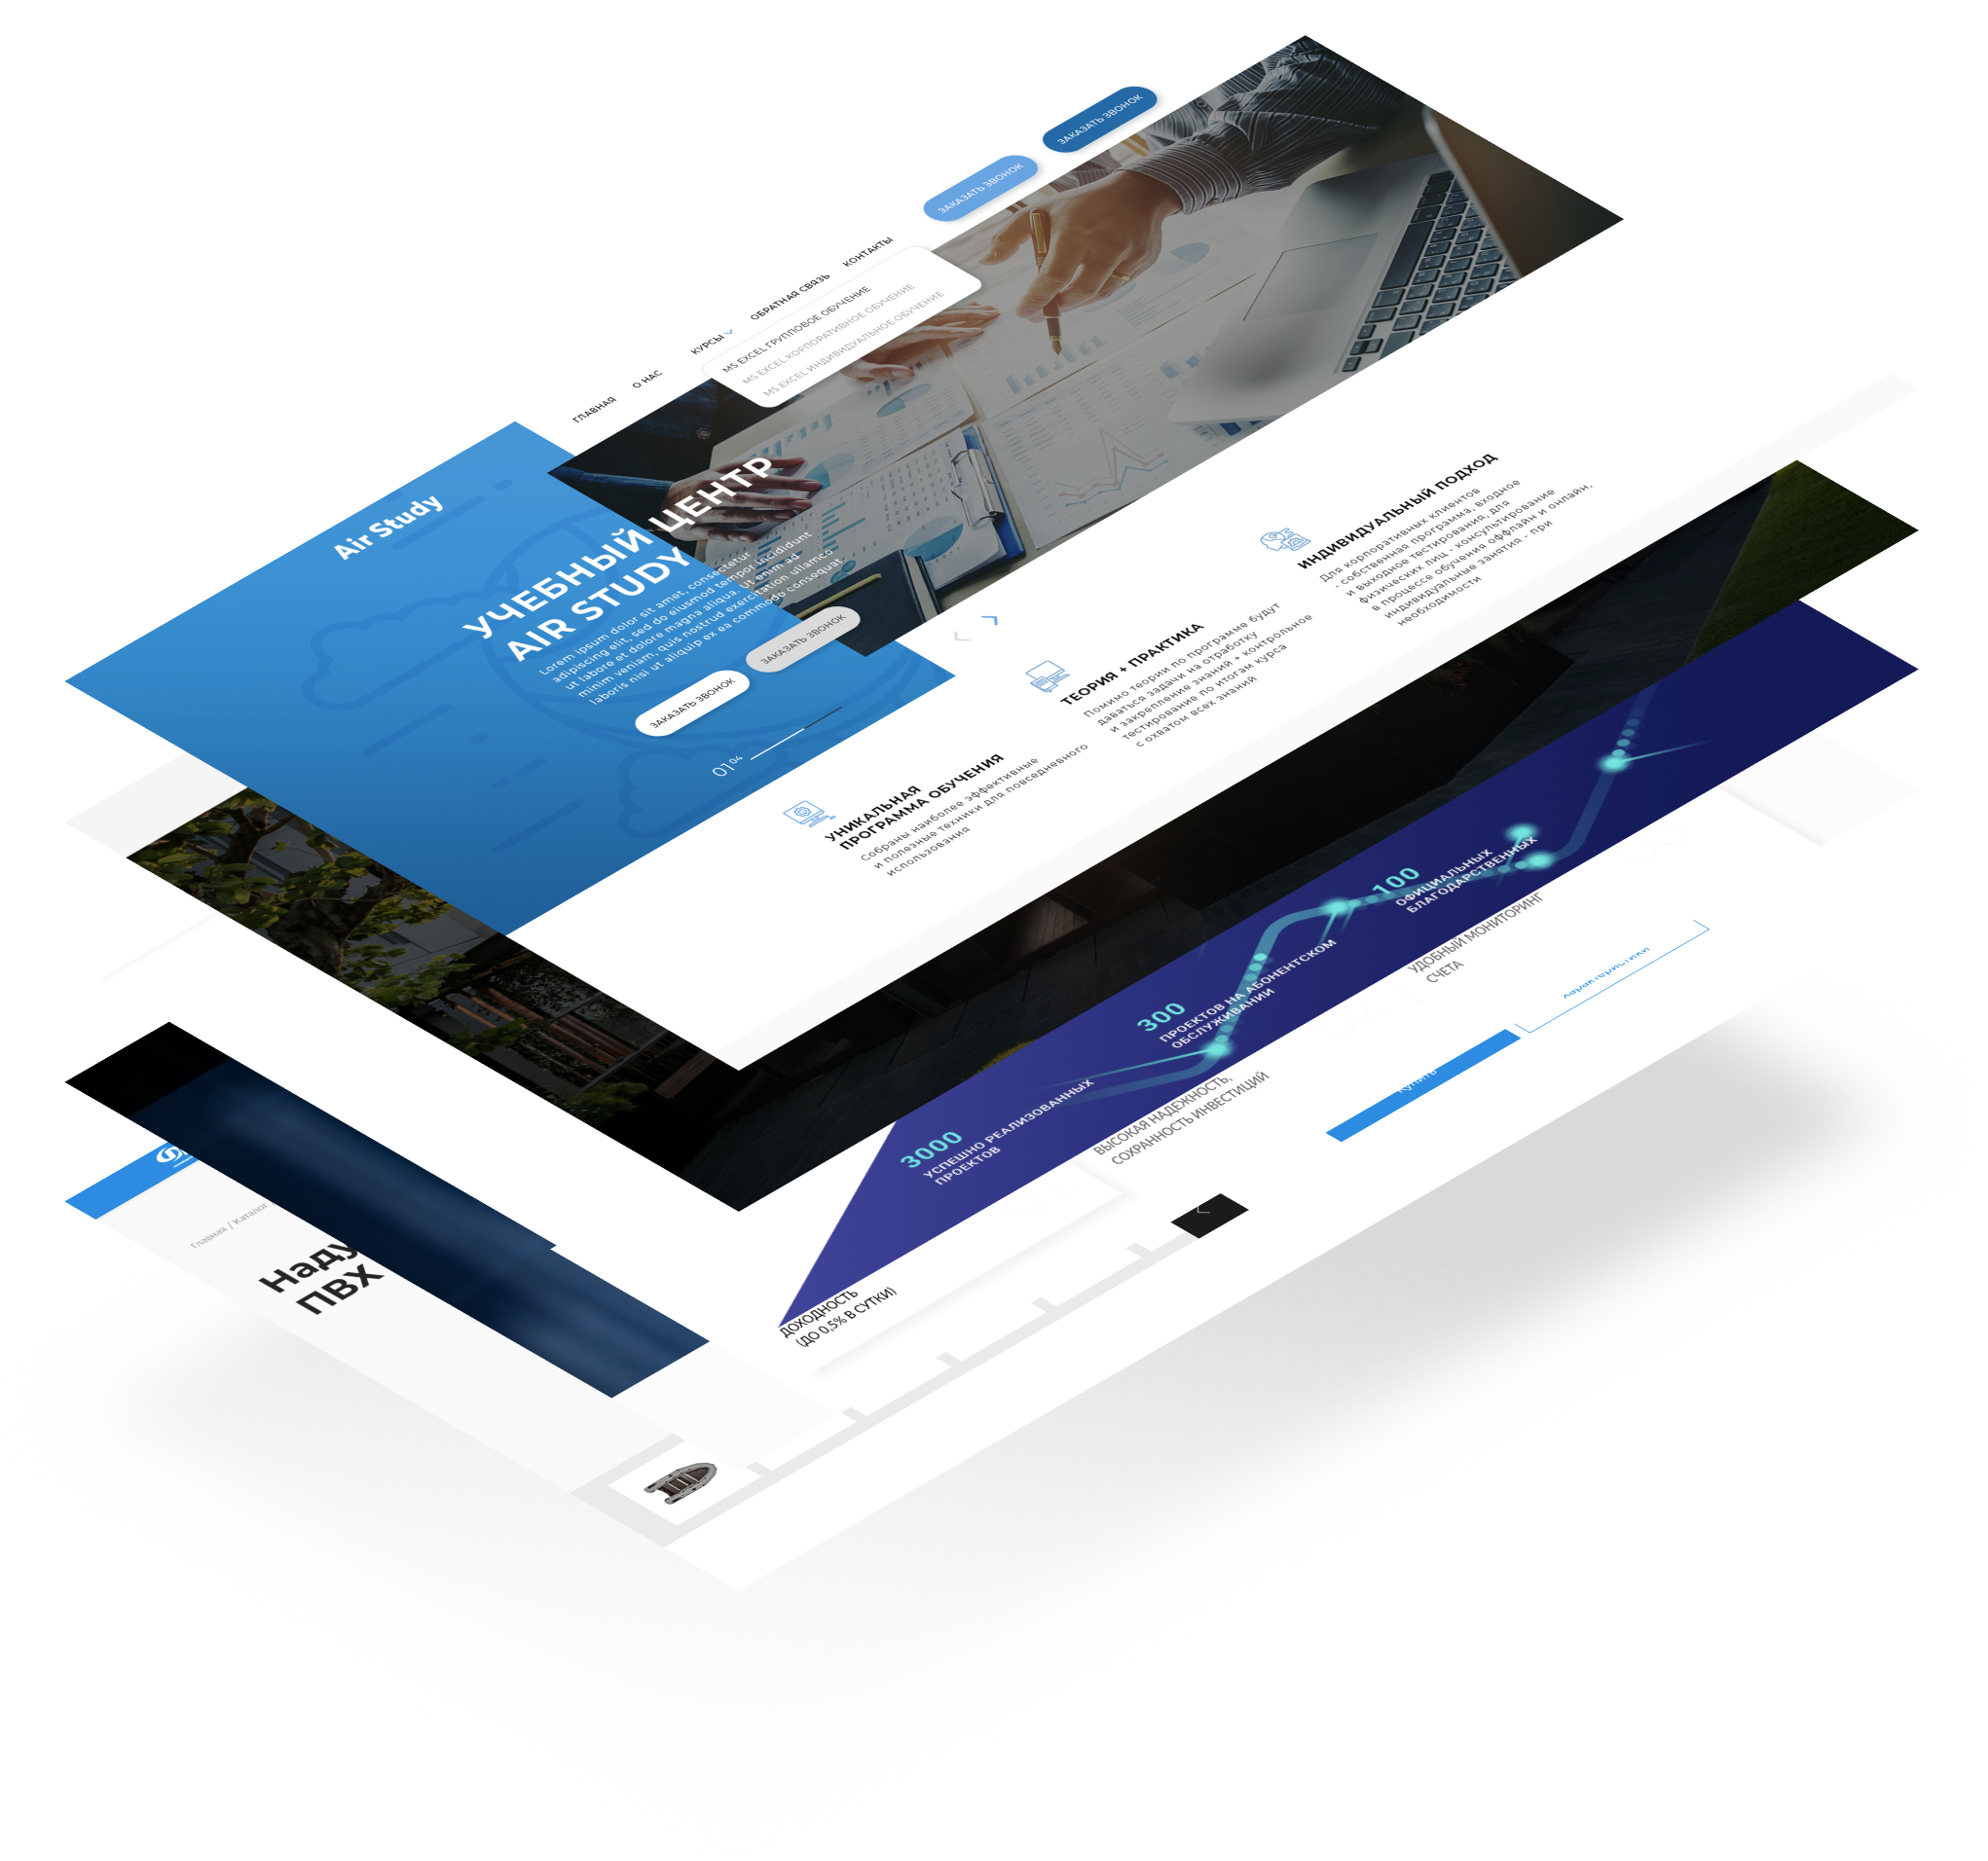 Air Study
ГЛАВНАЯ
О НАС
КУРСЫ
ОБРАТНАЯ СВЯЗЬ
КОНТАКТЫ
ЗАКАЗАТЬ ЗВОНОК
ЗАКАЗАТЬ ЗВОНОК
MS EXCEL ГРУППОВОЕ ОБУЧЕНИЕ
MS EXCEL КОРПОРАТИВНОЕ ОБУЧЕНИЕ
MS EXCEL ИНДИВИДУАЛЬНОЕ ОБУЧЕНИЕ
УЧЕБНЫЙ ЦЕНТР
AIR STUDY
Lorem ipsum dolor sit amet, consectetur
adipiscing elit, sed do eiusmod tempor incididunt
ut labore et dolore magna aliqua. Ut enim ad
minim veniam, quis nostrud exercitation ullamco
laboris nisi ut aliquip ex ea commodo consequat.
ЗАКАЗАТЬ ЗВОНОК
ЗАКАЗАТЬ ЗВОНОК
01 04
УНИКАЛЬНАЯ
ПРОГРАММА ОБУЧЕНИЯ
Собраны наиболее эффективные
и полезные техники для повседневного
использования
ТЕОРИЯ + ПРАКТИКА
Помимо теории по программе будут
даваться задачи на отработку
и закрепление знаний + контрольное
тестирование по итогам курса
с охватом всех знаний
ИНДИВИДУАЛЬНЫЙ ПОДХОД
Для корпоративных клиентов
- собственная программа, входное
и выходное тестирования, для
физических лиц - консультирование
в процессе обучения оффлайн и онлайн,
индивидуальные занятия - при
необходимости
3000
УСПЕШНО РЕАЛИЗОВАННЫХ
ПРОЕКТОВ
300
ПРОЕКТОВ НА АБОНЕНТСКОМ
ОБСЛУЖИВАНИИ
100
ОФИЦИАЛЬНЫХ
БЛАГОДАРСТВЕННЫХ
ДОХОДНОСТЬ
(ДО 0,5% В СУТКИ)
ВЫСОКАЯ НАДЕЖНОСТЬ,
СОХРАННОСТЬ ИНВЕСТИЦИЙ
УДОБНЫЙ МОНИТОРИНГ
СЧЕТА
Главная / Каталог
Наду
ПВХ
Купить
Характеристики